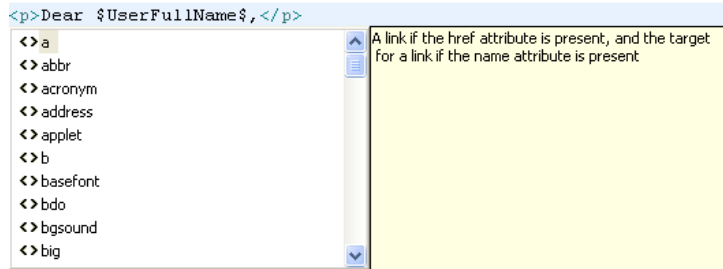 <p>Dear $UserFullName$,</p>
<> a
<> abbr
<> acronym
<> address
<> applet
<> b
<> basefont
<> bdo
<> bgsound
<> big
A link if the href attribute is present, and the target
for a link if the name attribute is present